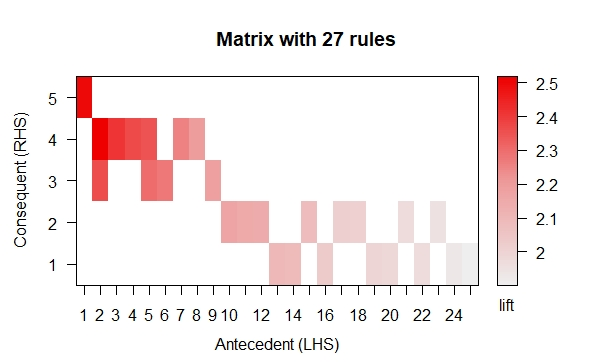 Matrix with 27 rules
Consequent (RHS)
5
4
3
2
1
1 2 3 4 5 6 7 8 9 10 12 14 16 18 20 22 24
Antecedent (LHS)
2.5
2.4
2.3
2.2
2.1
2
lift